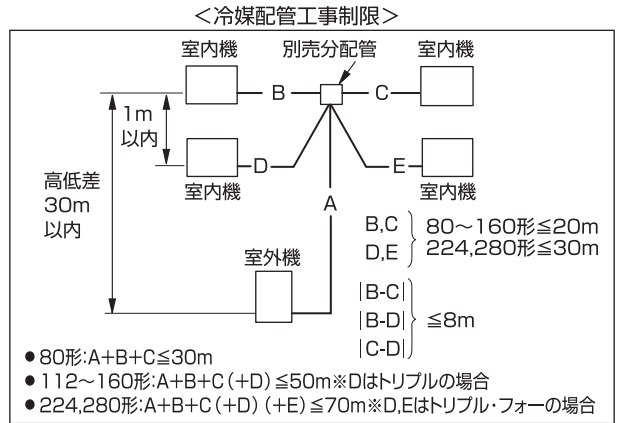 ＜冷媒配管工事制限＞
室内機
別売分配管
室内機
B
C
1m
以内
D
E
室内機
室内機
高低差
30m
以内
A
B,C
D,E
80～160形≦20m
224,280形≦30m
室外機
|B-C|
|B-D|
|C-D|
≦8m
●80形:A+B+C≦30m
●112～160形:A+B+C(+D)≦50m※Dはトリプルの場合
●224,280形:A+B+C(+D)(+E)≦70m※D,Eはトリプル・フォーの場合